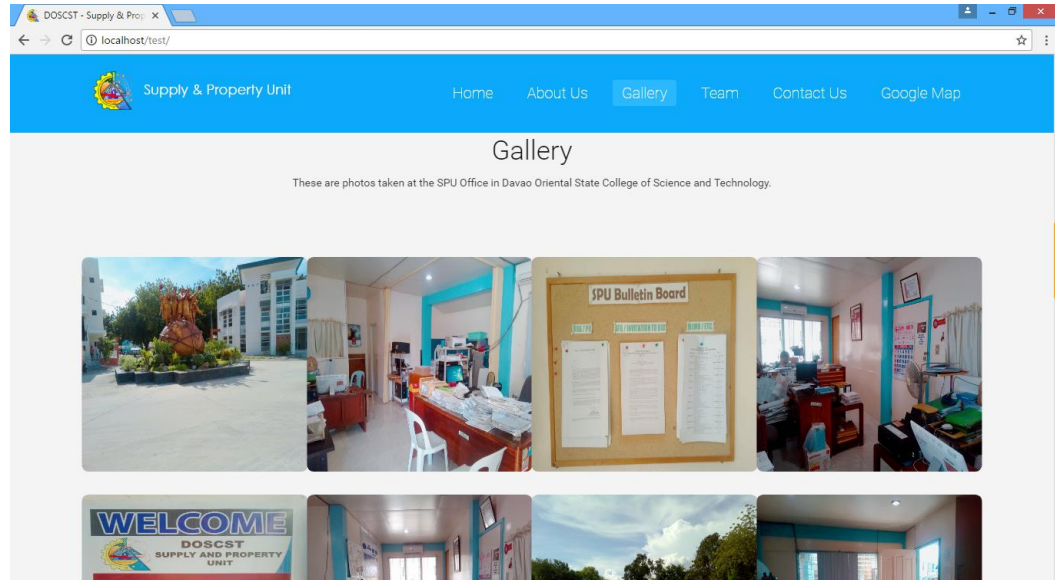 DOSCST - Supply & Prop
localhost/test/
Supply & Property Unit
Home About Us Gallery Team Contact Us Google Map
Gallery
These are photos taken at the SPU Office in Davao Oriental State College of Science and Technology.
SPU Bulletin Board
WELCOME
DOSCST
SUPPLY AND PROPERTY
UNIT